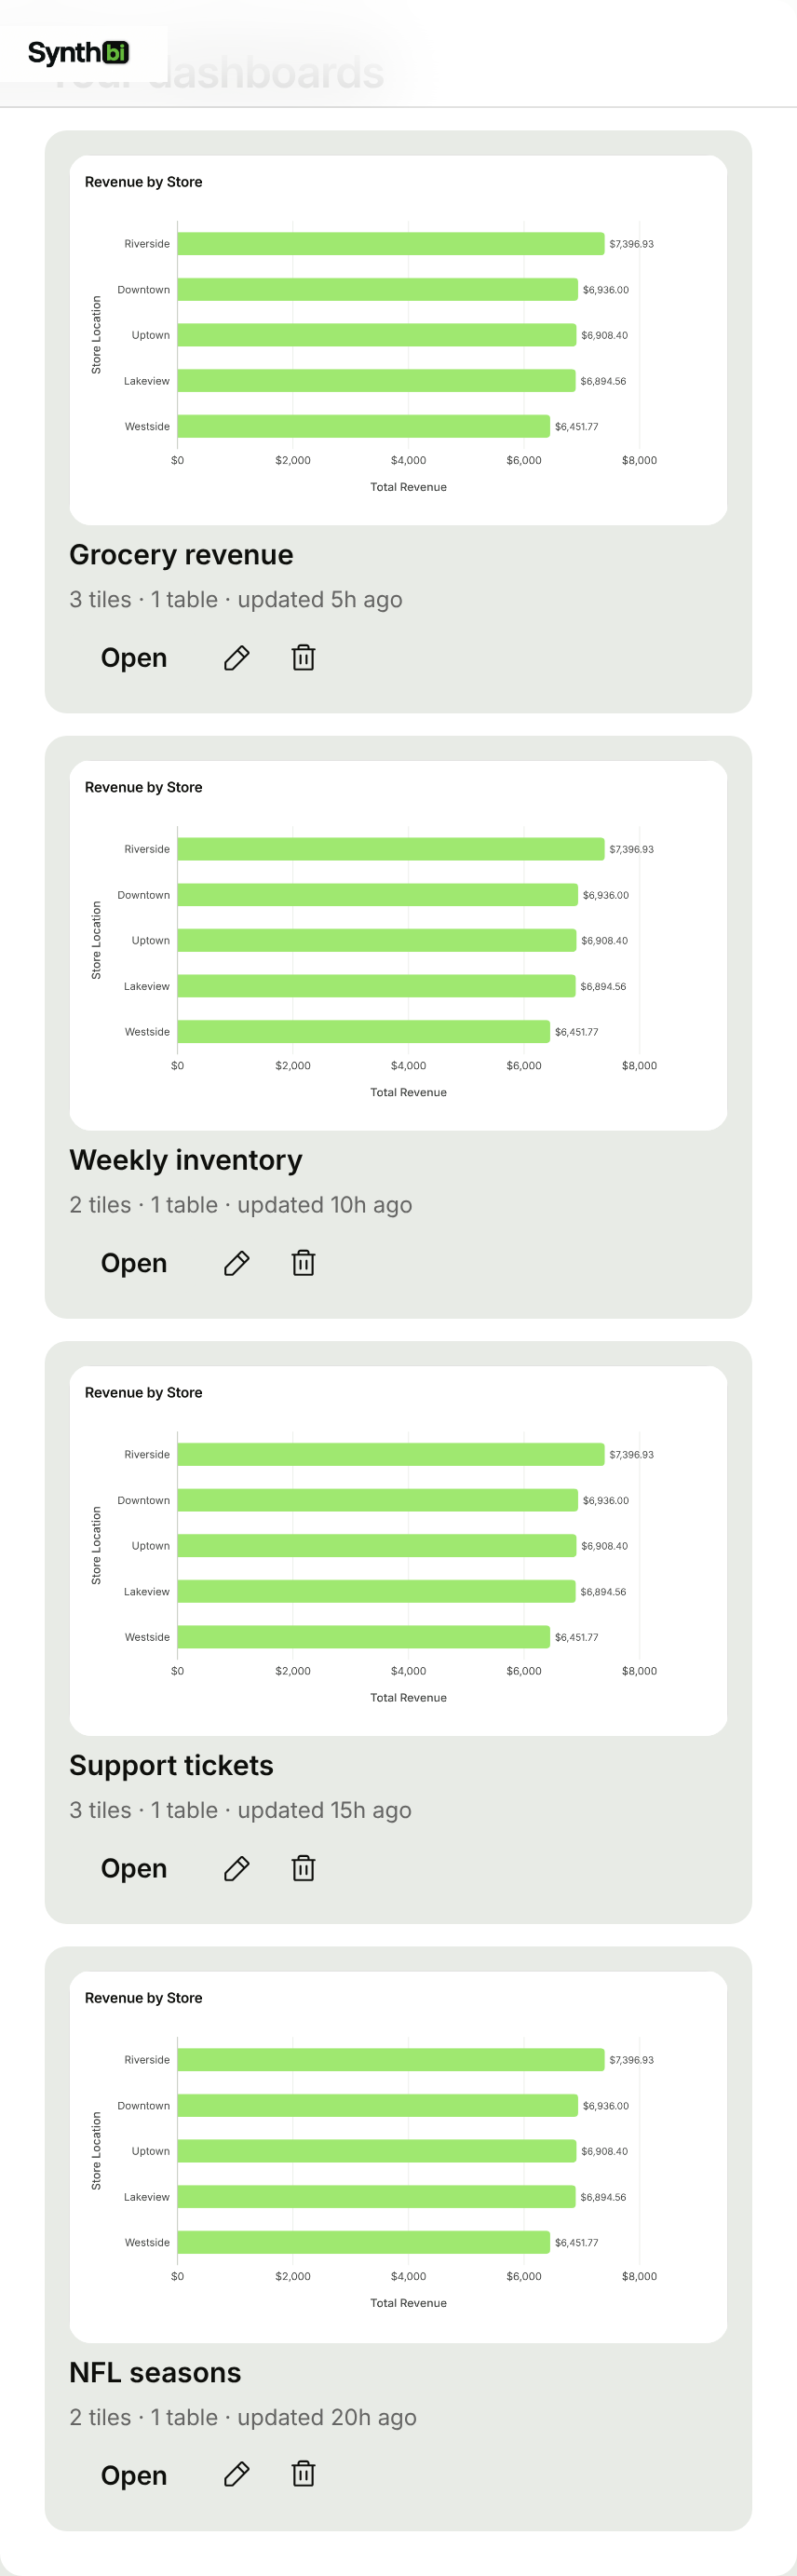 Synthbi
Your dashboards
Revenue by Store
Store Location
Riverside
$7,396.93
Downtown
$6,936.00
Uptown
$6,908.40
Lakeview
$6,894.56
Westside
$6,451.77
$0 $2,000 $4,000 $6,000 $8,000
Total Revenue
Grocery revenue
3 tiles · 1 table · updated 5h ago
Open
Revenue by Store
Store Location
Riverside
$7,396.93
Downtown
$6,936.00
Uptown
$6,908.40
Lakeview
$6,894.56
Westside
$6,451.77
$0 $2,000 $4,000 $6,000 $8,000
Total Revenue
Weekly inventory
2 tiles · 1 table · updated 10h ago
Open
Revenue by Store
Store Location
Riverside
$7,396.93
Downtown
$6,936.00
Uptown
$6,908.40
Lakeview
$6,894.56
Westside
$6,451.77
$0 $2,000 $4,000 $6,000 $8,000
Total Revenue
Support tickets
3 tiles · 1 table · updated 15h ago
Open
Revenue by Store
Store Location
Riverside
$7,396.93
Downtown
$6,936.00
Uptown
$6,908.40
Lakeview
$6,894.56
Westside
$6,451.77
$0 $2,000 $4,000 $6,000 $8,000
Total Revenue
NFL seasons
2 tiles · 1 table · updated 20h ago
Open